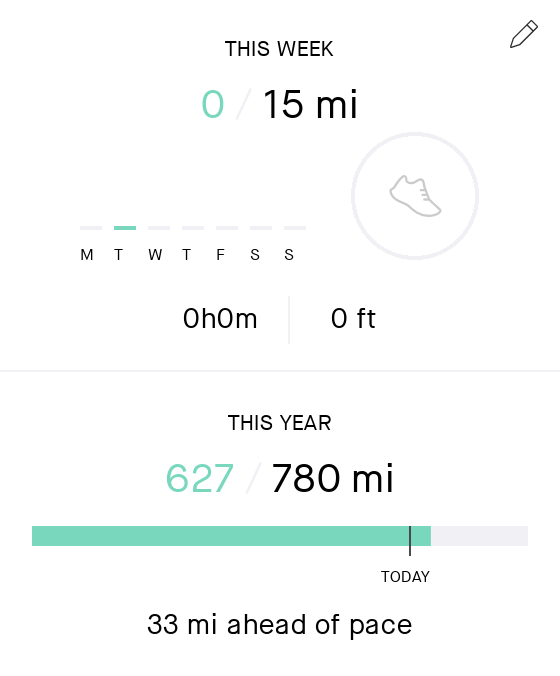 THIS WEEK
0 / 15 mi
M T W T F S S
0h0m 0 ft
THIS YEAR
627 / 780 mi
TODAY
33 mi ahead of pace